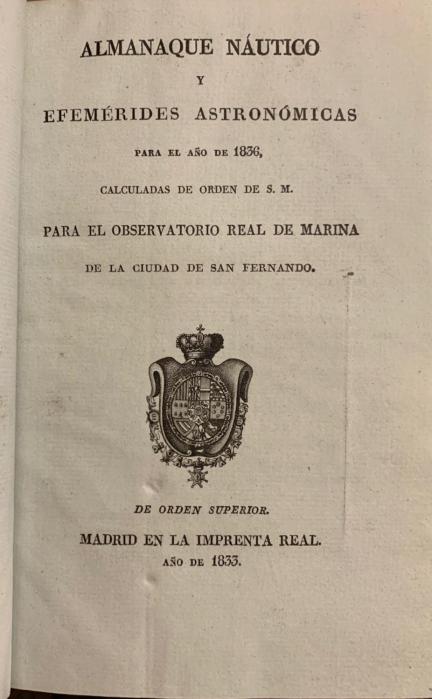 ALMANAQUE NÁUTICO
Y
EFEMÉRIDES ASTRONÓMICAS
PARA EL AÑO DE 1836,
CALCULADAS DE ORDEN DE S. M.
PARA EL OBSERVATORIO REAL DE MARINA
DE LA CIUDAD DE SAN FERNANDO.
DE ORDEN SUPERIOR.
MADRID EN LA IMPRENTA REAL.
AÑO DE 1833.